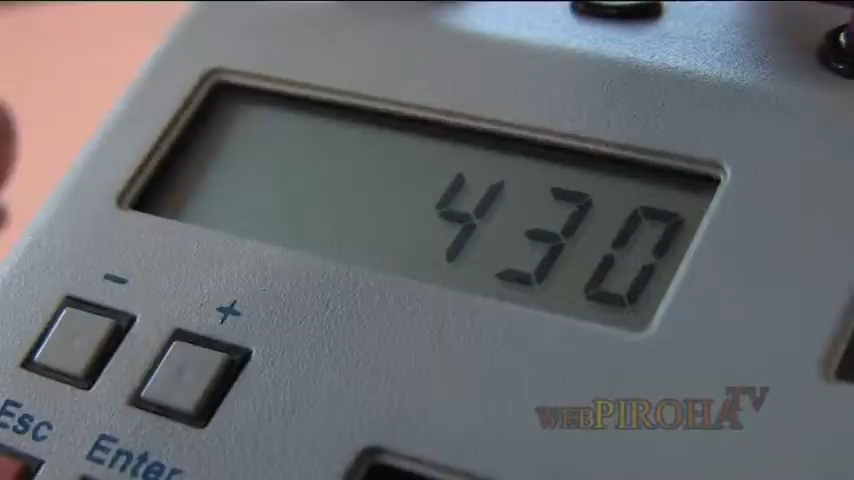 430
-
+
Esc
Enter
WEBPIROHATV